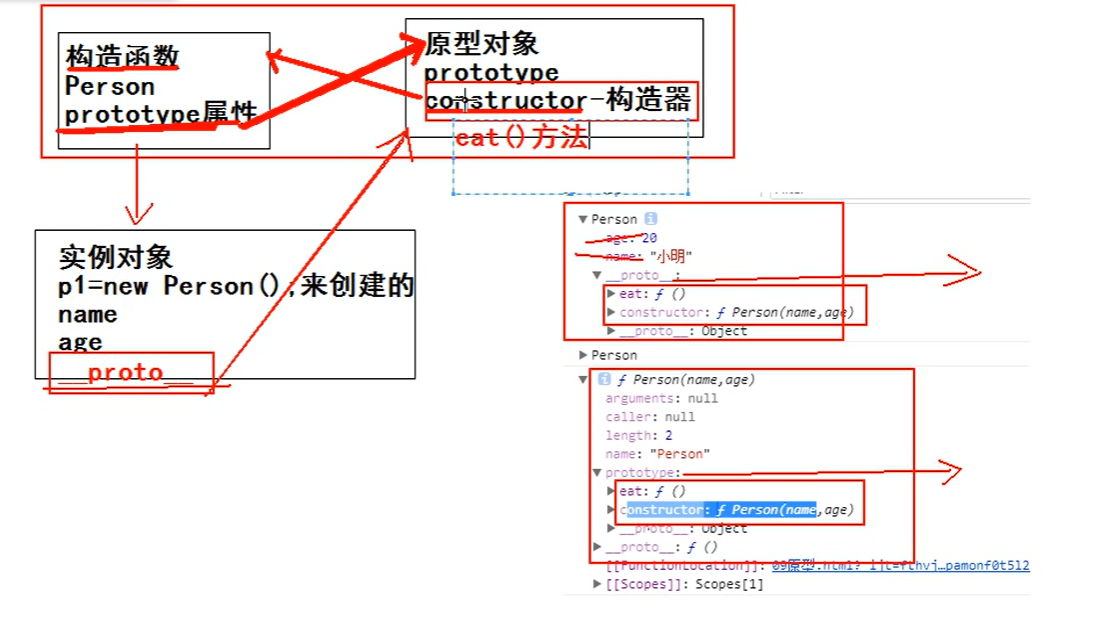 构造函数
Person
prototype属性
原型对象
prototype
constructor-构造器
eat()方法
实例对象
p1=new Person(),来创建的
name
age
__proto__
▼Person i
age: 20
name: "小明"
▼__proto__:
▶eat: ƒ ()
▶constructor: ƒ Person(name,age)
▶__proto__: Object
▶Person
▼ i ƒ Person(name,age)
arguments: null
caller: null
length: 2
name: "Person"
▼prototype:
▶eat: ƒ ()
▶constructor: ƒ Person(name,age)
▶__proto__: Object
▶__proto__: ƒ ()
[[FunctionLocation]]: 09原型.html?
▶[[Scopes]]: Scopes[1]